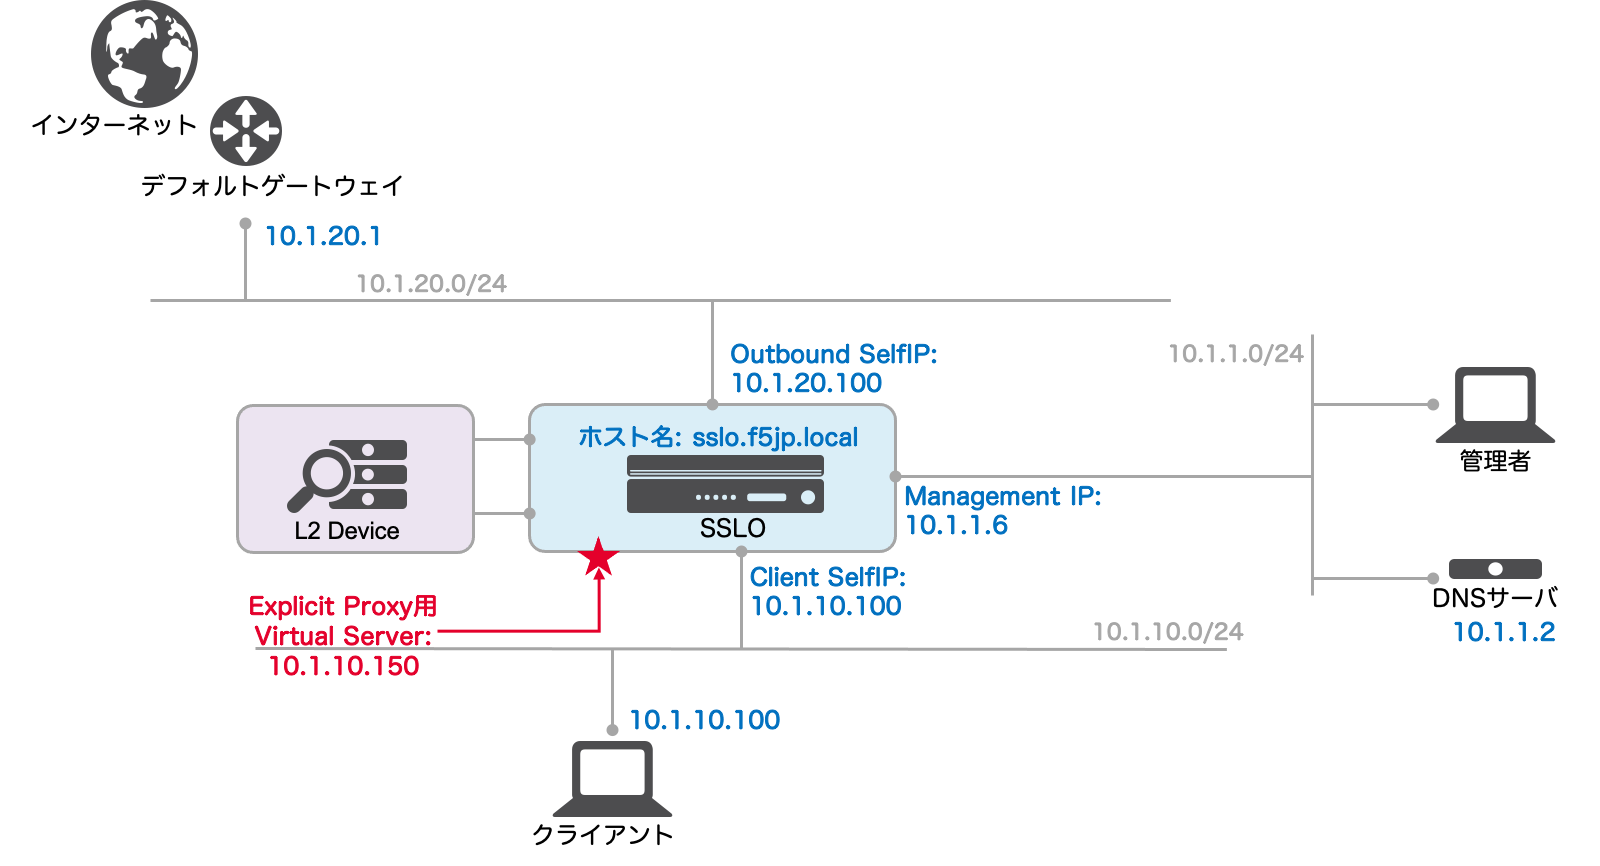 インターネット
デフォルトゲートウェイ
10.1.20.1
10.1.20.0/24
Outbound SelfIP:
10.1.20.100
10.1.1.0/24
ホスト名: sslo.f5jp.local
SSLO
L2 Device
Management IP:
10.1.1.6
管理者
DNSサーバ
10.1.1.2
Client SelfIP:
10.1.10.100
Explicit Proxy用
Virtual Server:
10.1.10.150
10.1.10.0/24
10.1.10.100
クライアント